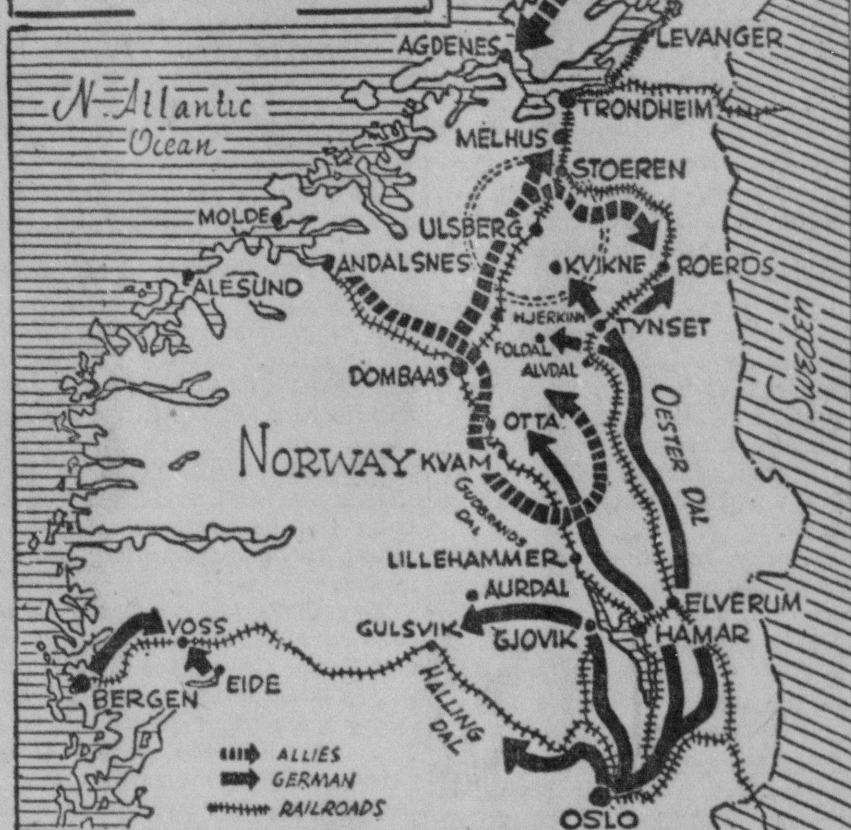 AGDENES
LEVANGER
N. Atlantic
Ocean
TRONDHEIM
MELHUS
STOEREN
MOLDE
ULSBERG
ANDALSNES
KVIKNE
ROEROS
ALESUND
HJERKINN
TYNSET
FOLDAL
ALVDAL
DOMBAAS
SWEDEN
OESTER DAL
OTTA
NORWAY
KVAM
GUDBRANDS
DAL
LILLEHAMMER
AURDAL
ELVERUM
VOSS
GULSVIK
GJOVIK
HAMAR
BERGEN
EIDE
HALLING
DAL
ALLIES
GERMAN
RAILROADS
OSLO